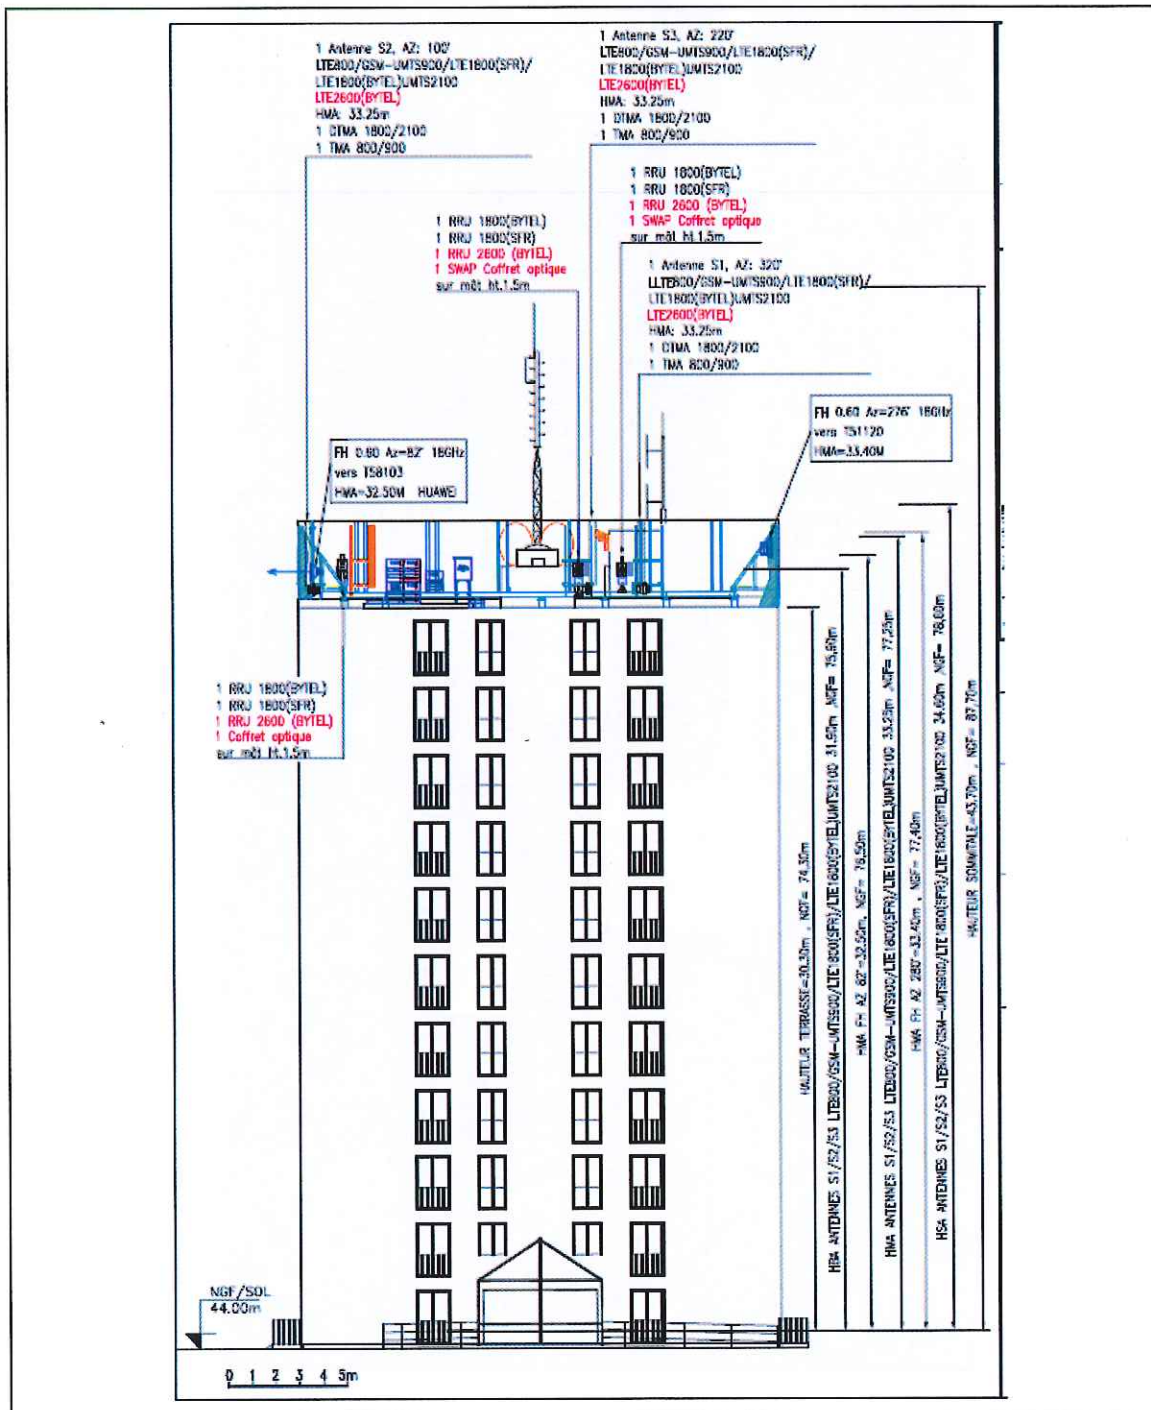 1 Antenne S2, AZ: 100°
LTE800/GSM-UMTS900/LTE1800(SFR)/
LTE1800(BYTEL)UMTS2100
LTE2600(BYTEL)
HMA: 33.25m
1 DTMA 1800/2100
1 TMA 800/900
1 Antenne S3, AZ: 220°
LTE800/GSM-UMTS900/LTE1800(SFR)/
LTE1800(BYTEL)UMTS2100
LTE2600(BYTEL)
HMA: 33.25m
1 DTMA 1800/2100
1 TMA 800/900
1 RRU 1800(BYTEL)
1 RRU 1800(SFR)
1 RRU 2600 (BYTEL)
1 SWAP Coffret optique
sur mât ht.1.5m
1 RRU 1800(BYTEL)
1 RRU 1800(SFR)
1 RRU 2600 (BYTEL)
1 SWAP Coffret optique
sur mât ht.1.5m
1 Antenne S1, AZ: 320°
LLTE800/GSM-UMTS900/LTE1800(SFR)/
LTE1800(BYTEL)UMTS2100
LTE2600(BYTEL)
HMA: 33.25m
1 DTMA 1800/2100
1 TMA 800/900
FH 0.60 Az=276° 18GHz
vers T51120
HMA=33.40M
FH 0.60 Az=82° 18GHz
vers T58103
HMA=32.50M HUAWEI
1 RRU 1800(BYTEL)
1 RRU 1800(SFR)
1 RRU 2600 (BYTEL)
1 Coffret optique
sur mât ht.1.5m
HAUTEUR TERRASSE=30,30m , NGF= 74,30m
HBA ANTENNES S1/S2/S3 LTE800/GSM-UMTS900/LTE1800(SFR)/LTE1800(BYTEL)UMTS2100 31.90m ,NGF= 75,90m
HMA FH AZ 82°=32,50m, NGF= 76,50m
HMA ANTENNES S1/S2/S3 LTE800/GSM-UMTS900/LTE1800(SFR)/LTE1800(BYTEL)UMTS2100 33.25m ,NGF= 77,25m
HMA FH AZ 280°=33,40m , NGF= 77,40m
HSA ANTENNES S1/S2/S3 LTE800/GSM-UMTS900/LTE1800(SFR)/LTE1800(BYTEL)UMTS2100 34.60m ,NGF= 78,60m
HAUTEUR SOMMITALE=43,70m , NGF= 87,70m
NGF/SOL
44.00m
0 1 2 3 4 5m